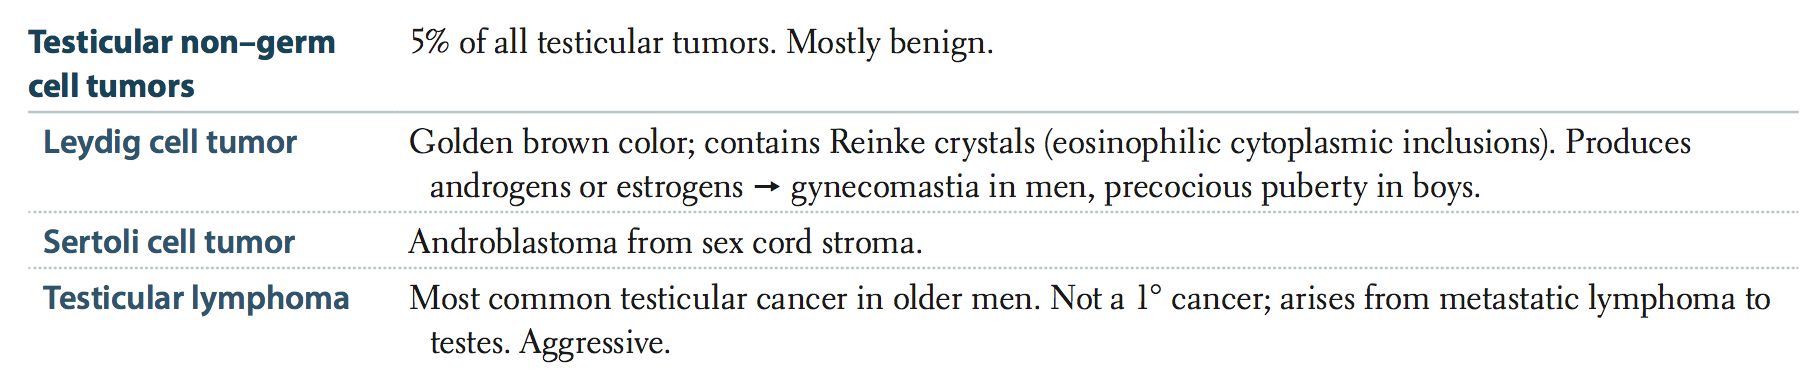 Testicular non–germ cell tumors
5% of all testicular tumors. Mostly benign.
Leydig cell tumor
Golden brown color; contains Reinke crystals (eosinophilic cytoplasmic inclusions). Produces
androgens or estrogens → gynecomastia in men, precocious puberty in boys.
Sertoli cell tumor
Androblastoma from sex cord stroma.
Testicular lymphoma
Most common testicular cancer in older men. Not a 1° cancer; arises from metastatic lymphoma to
testes. Aggressive.